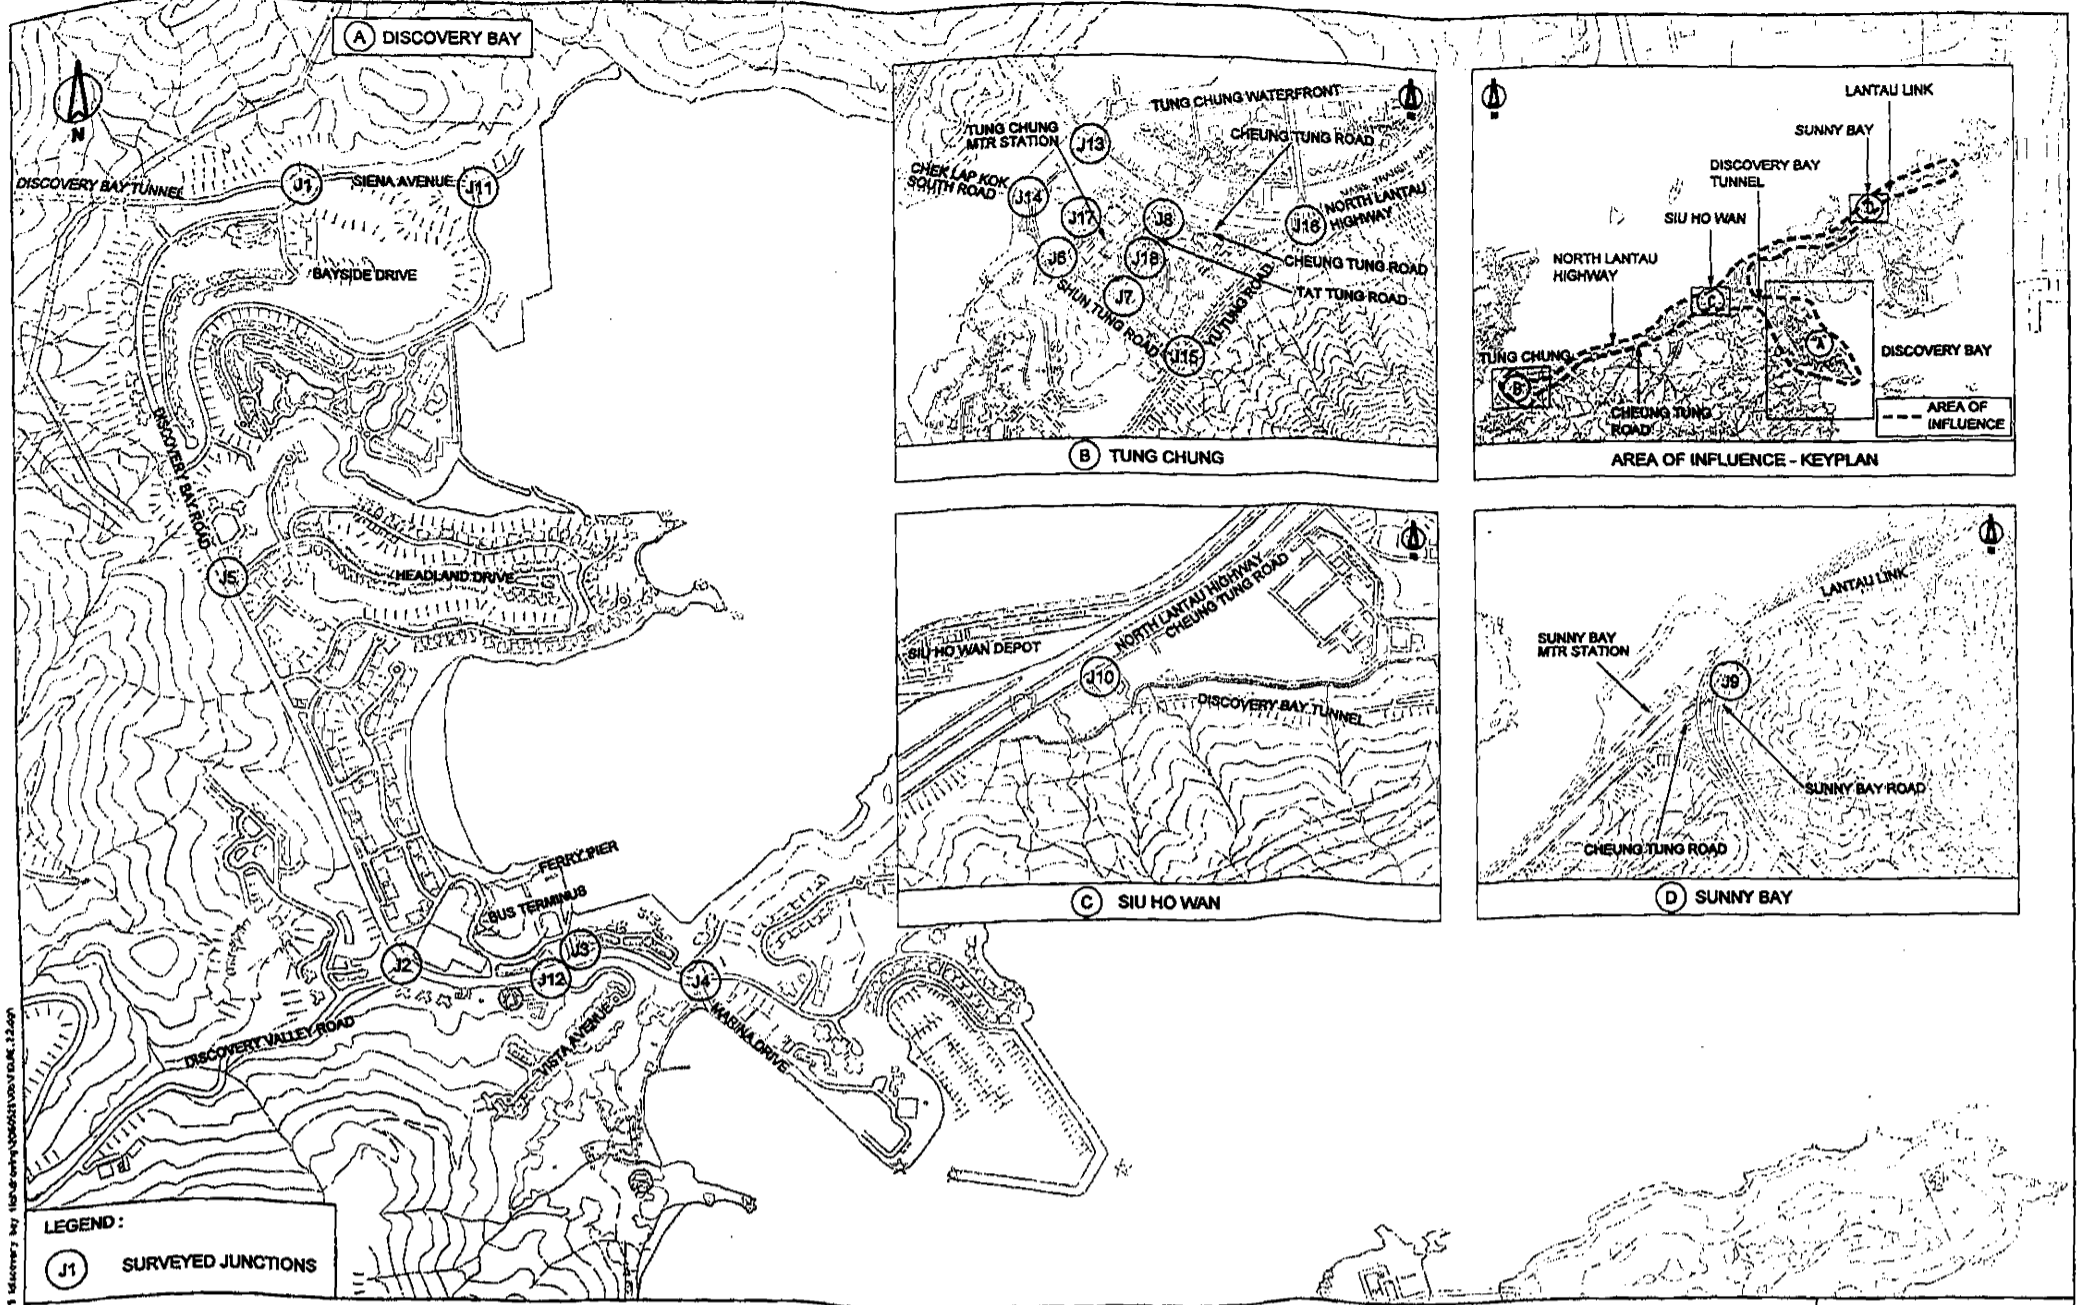 A DISCOVERY BAY
N
DISCOVERY BAY TUNNEL
J1
SIENA AVENUE
J11
BAYSIDE DRIVE
DISCOVERY BAY ROAD
J5
HEADLAND DRIVE
FERRY PIER
BUS TERMINUS
J2
J3
J12
J4
DISCOVERY VALLEY ROAD
VISTA AVENUE
MARINA DRIVE
LEGEND :
J1 SURVEYED JUNCTIONS
TUNG CHUNG WATERFRONT
TUNG CHUNG
MTR STATION
J13
CHEUNG TUNG ROAD
CHEK LAP KOK
SOUTH ROAD
J14
J17
J8
J16
NORTH LANTAU
HIGHWAY
J6
J18
CHEUNG TUNG ROAD
J7
TAT TUNG ROAD
SHUN TUNG ROAD
YU TUNG ROAD
J15
B TUNG CHUNG
LANTAU LINK
SUNNY BAY
DISCOVERY BAY
TUNNEL
D
SIU HO WAN
NORTH LANTAU
HIGHWAY
C
A
DISCOVERY BAY
TUNG CHUNG
B
CHEUNG TUNG
ROAD
AREA OF
INFLUENCE
AREA OF INFLUENCE - KEYPLAN
NORTH LANTAU HIGHWAY
CHEUNG TUNG ROAD
SIU HO WAN DEPOT
J10
DISCOVERY BAY TUNNEL
C SIU HO WAN
LANTAU LINK
SUNNY BAY
MTR STATION
J9
SUNNY BAY ROAD
CHEUNG TUNG ROAD
D SUNNY BAY